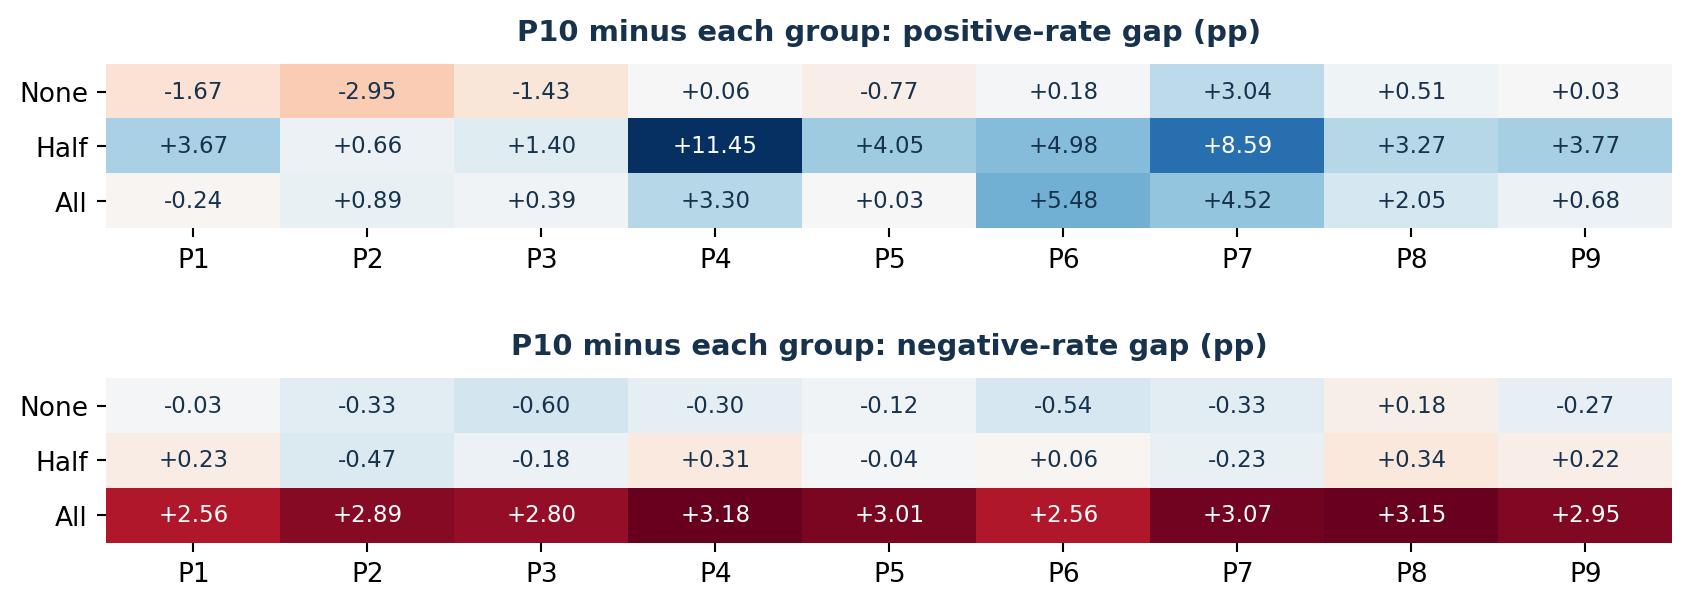 P10 minus each group: positive-rate gap (pp)
None -1.67 -2.95 -1.43 +0.06 -0.77 +0.18 +3.04 +0.51 +0.03
Half +3.67 +0.66 +1.40 +11.45 +4.05 +4.98 +8.59 +3.27 +3.77
All -0.24 +0.89 +0.39 +3.30 +0.03 +5.48 +4.52 +2.05 +0.68
P1 P2 P3 P4 P5 P6 P7 P8 P9
P10 minus each group: negative-rate gap (pp)
None -0.03 -0.33 -0.60 -0.30 -0.12 -0.54 -0.33 +0.18 -0.27
Half +0.23 -0.47 -0.18 +0.31 -0.04 +0.06 -0.23 +0.34 +0.22
All +2.56 +2.89 +2.80 +3.18 +3.01 +2.56 +3.07 +3.15 +2.95
P1 P2 P3 P4 P5 P6 P7 P8 P9